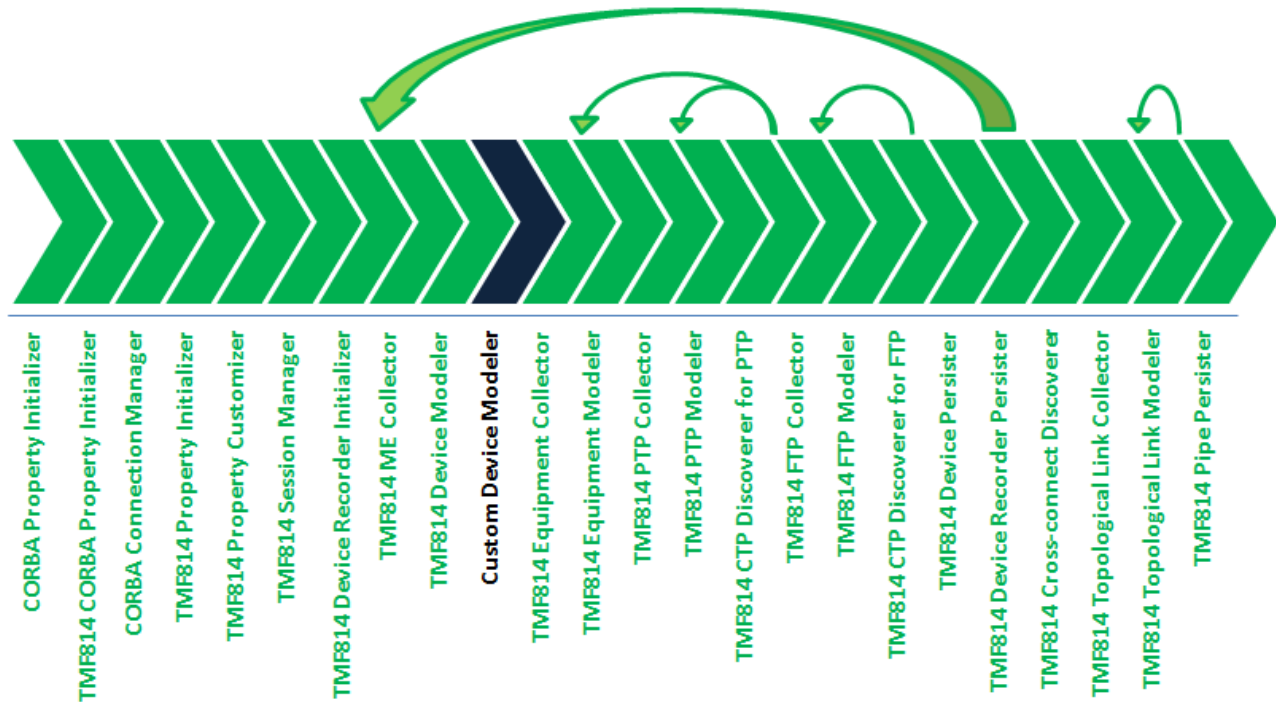 CORBA Property Initializer
TMF814 CORBA Property Initializer
CORBA Connection Manager
TMF814 Property Initializer
TMF814 Property Customizer
TMF814 Session Manager
TMF814 Device Recorder Initializer
TMF814 ME Collector
TMF814 Device Modeler
Custom Device Modeler
TMF814 Equipment Collector
TMF814 Equipment Modeler
TMF814 PTP Collector
TMF814 PTP Modeler
TMF814 CTP Discoverer for PTP
TMF814 FTP Collector
TMF814 FTP Modeler
TMF814 CTP Discoverer for FTP
TMF814 Device Persister
TMF814 Device Recorder Persister
TMF814 Cross-connect Discoverer
TMF814 Topological Link Collector
TMF814 Topological Link Modeler
TMF814 Pipe Persister